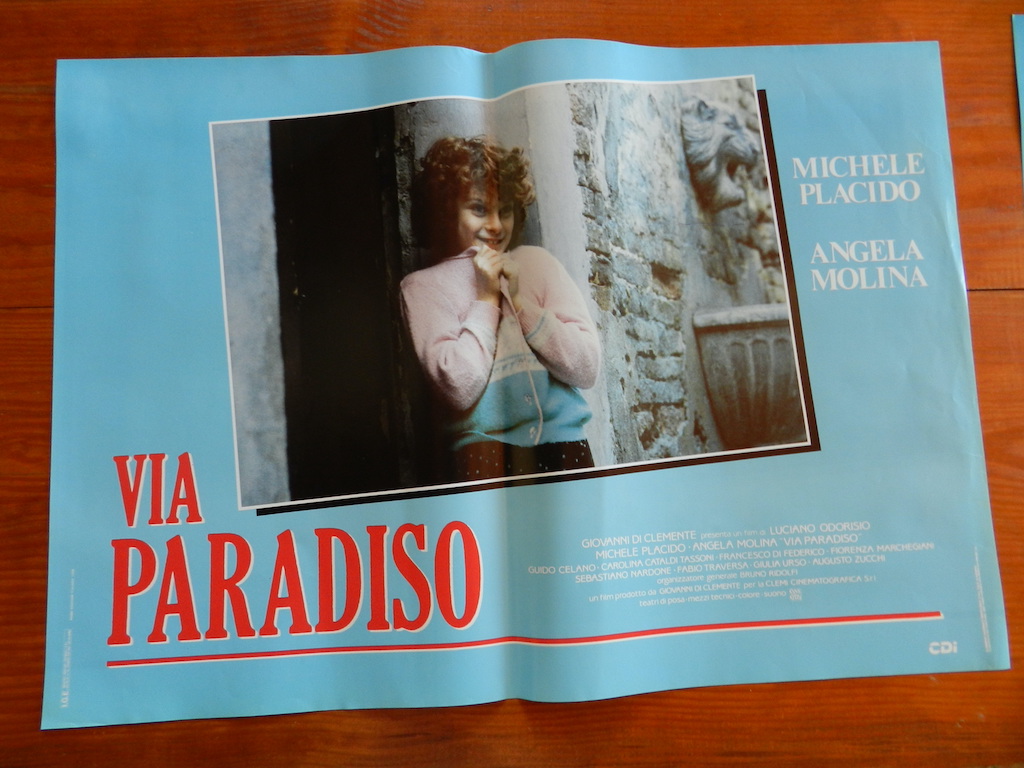 MICHELE
PLACIDO
ANGELA
MOLINA
VIA
PARADISO
GIOVANNI DI CLEMENTE presenta un film di LUCIANO ODORISIO
MICHELE PLACIDO - ANGELA MOLINA "VIA PARADISO"
GUIDO CELANO - CAROLINA CATALDI TASSONI - FRANCESCO DI FEDERICO - FIORENZA MARCHEGIANI
SEBASTIANO NARDONE - FABIO TRAVERSA - GIULIA URSO - AUGUSTO ZUCCHI
organizzatore generale BRUNO RIDOLFI
un film prodotto da GIOVANNI DI CLEMENTE per la CLEMI CINEMATOGRAFICA S.r.l.
teatri di posa - mezzi tecnici - colore - suono
CDi